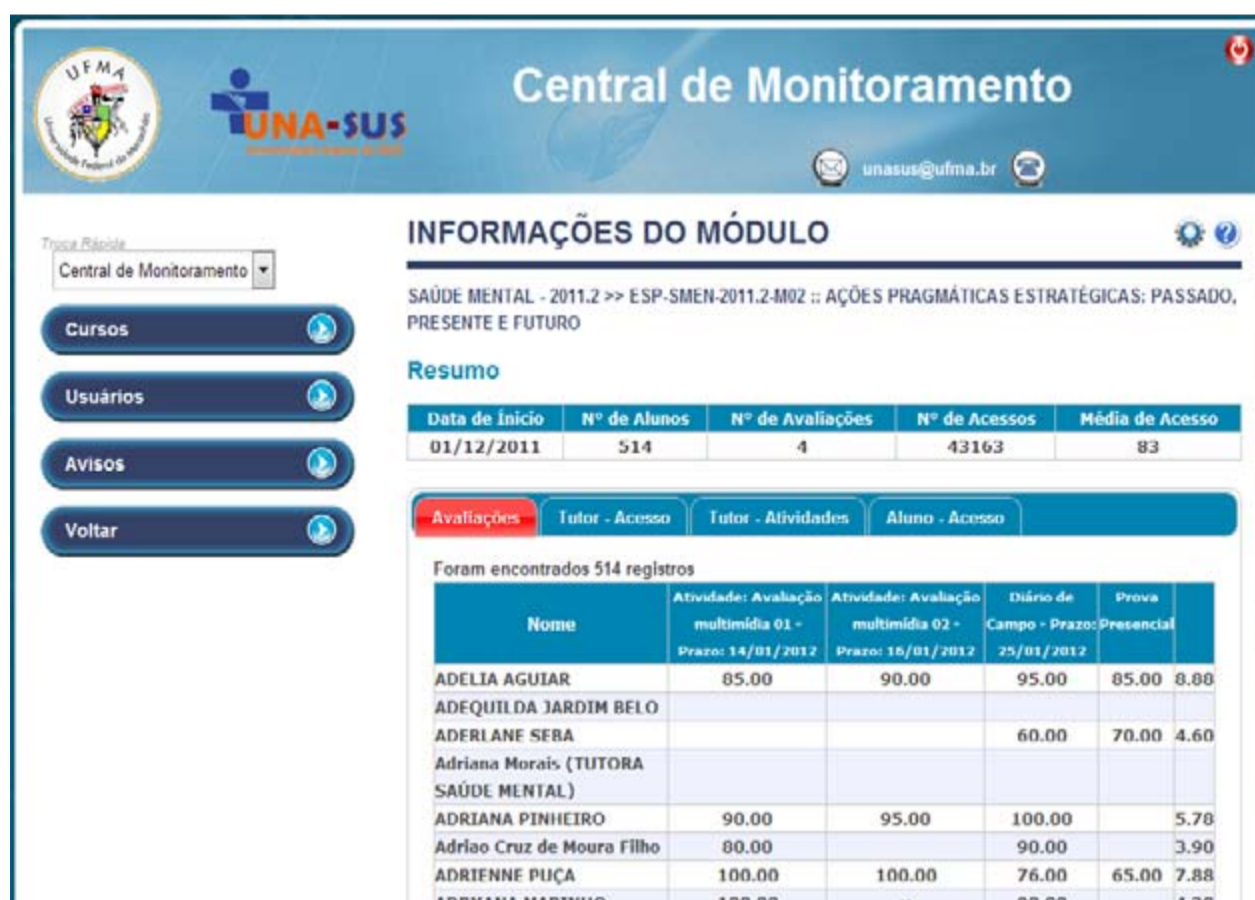 UFMA
Universidade Federal do Maranhão
UNA-SUS
Central de Monitoramento
unasus@ufma.br
Troca Rápida
Central de Monitoramento
Cursos
Usuários
Avisos
Voltar
INFORMAÇÕES DO MÓDULO
SAÚDE MENTAL - 2011.2 >> ESP-SMEN-2011.2-M02 :: AÇÕES PRAGMÁTICAS ESTRATÉGICAS: PASSADO,
PRESENTE E FUTURO
Resumo
Data de Ínicio Nº de Alunos Nº de Avaliações Nº de Acessos Média de Acesso
01/12/2011 514 4 43163 83
Avaliações Tutor - Acesso Tutor - Atividades Aluno - Acesso
Foram encontrados 514 registros
Nome Atividade: Avaliação multimídia 01 - Prazo: 14/01/2012 Atividade: Avaliação multimídia 02 - Prazo: 16/01/2012 Diário de Campo - Prazo: 25/01/2012 Prova Presencial
ADELIA AGUIAR 85.00 90.00 95.00 85.00 8.88
ADEQUILDA JARDIM BELO
ADERLANE SEBA 60.00 70.00 4.60
Adriana Morais (TUTORA
SAÚDE MENTAL)
ADRIANA PINHEIRO 90.00 95.00 100.00 5.78
Adriao Cruz de Moura Filho 80.00 90.00 3.90
ADRIENNE PUÇA 100.00 100.00 76.00 65.00 7.88